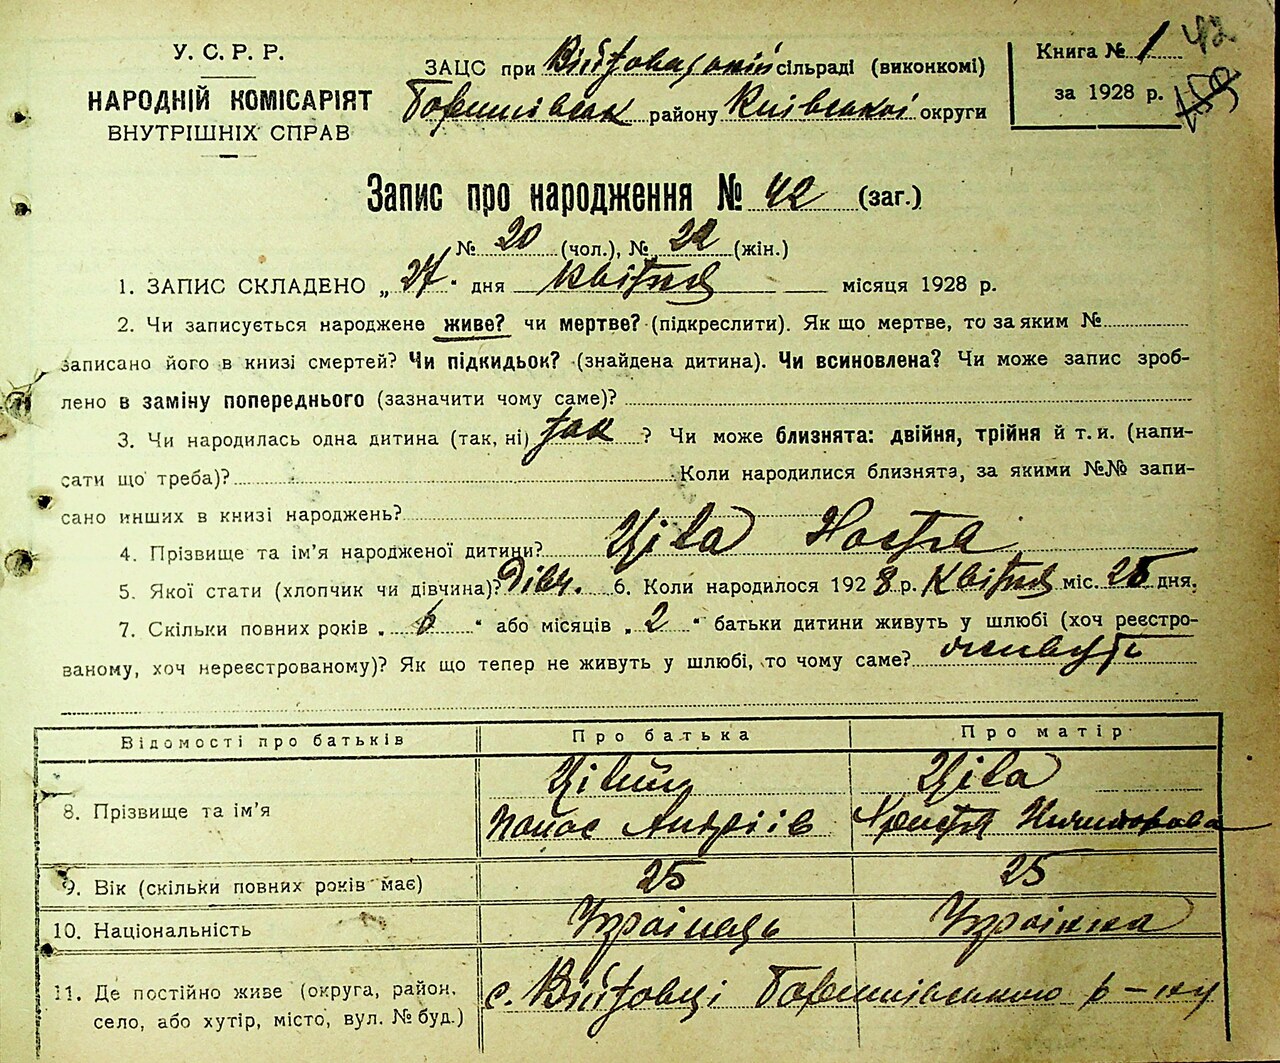 У. С. Р. Р.
НАРОДНІЙ КОМІСАРІЯТ
ВНУТРІШНІХ СПРАВ
ЗАЦС при Війтовецькій сільраді (виконкомі)
району Київської округи
Книга № 1 42
за 1928 р.
Запис про народження № 42 (заг.)
№ 20 (чол.), № 22 (жін.)
1. ЗАПИС СКЛАДЕНО „ 27 " дня квітня місяця 1928 р.
2. Чи записується народжене живе? чи мертве? (підкреслити). Як що мертве, то за яким №
записано його в книзі смертей? Чи підкидьок? (знайдена дитина). Чи всиновлена? Чи може запис зроб-
лено в заміну попереднього (зазначити чому саме)?
3. Чи народилась одна дитина (так, ні) так ? Чи може близнята: двійня, трійня й т. и. (напи-
сати що треба)? Коли народилися близнята, за якими №№ запи-
сано инших в книзі народжень?
4. Прізвище та ім'я народженої дитини? Ціва Настя
5. Якої стати (хлопчик чи дівчина)? Дівч. 6. Коли народилося 1928 р. Квітня міс. 25 дня.
7. Скільки повних років „ 6 " або місяців „ 2 " батьки дитини живуть у шлюбі (хоч реєстро-
ваному, хоч нереєстрованому)? Як що тепер не живуть у шлюбі, то чому саме? живуть
Відомості про батьків Про батька Про матір
8. Прізвище та ім'я Панас Андріїв Ціва Христя
9. Вік (скільки повних років має) 25 25
10. Національність Українець Українка
11. Де постійно живе (округа, район, село, або хутір, місто, вул. № буд.) с. Війтовці р-ну